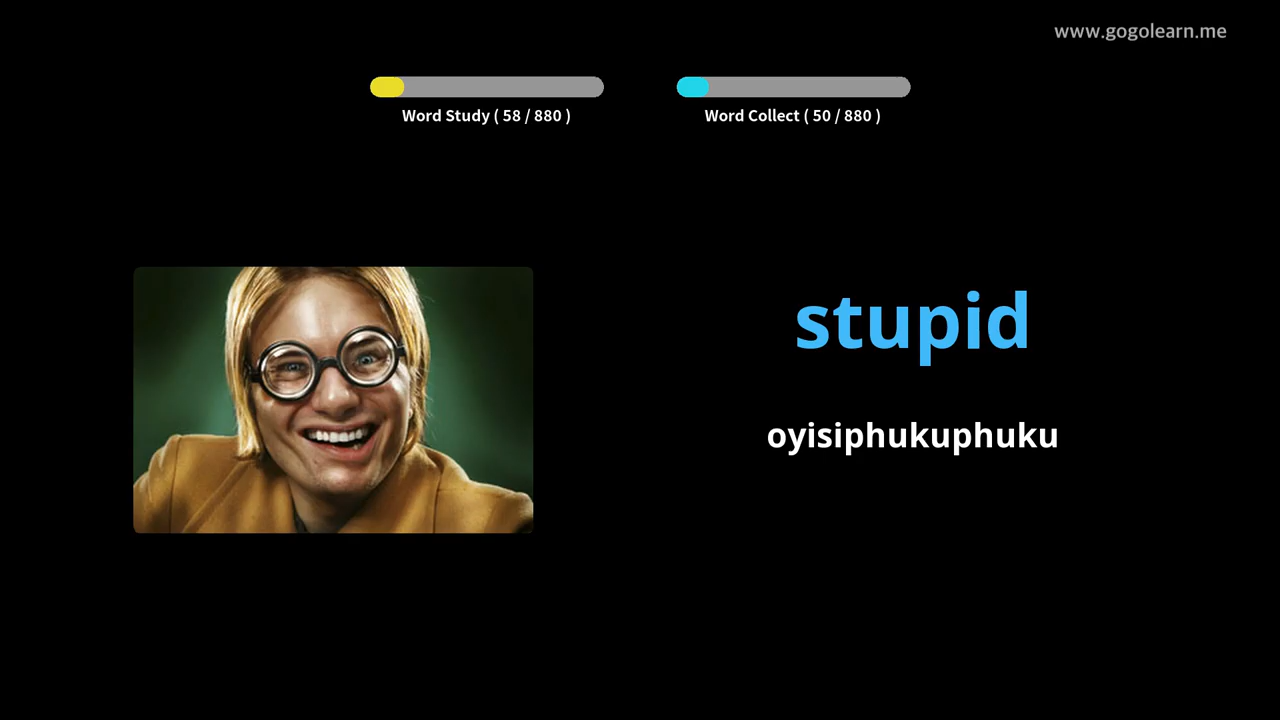 www.gogolearn.me
Word Study ( 58 / 880 )
Word Collect ( 50 / 880 )
stupid
oyisiphukuphuku